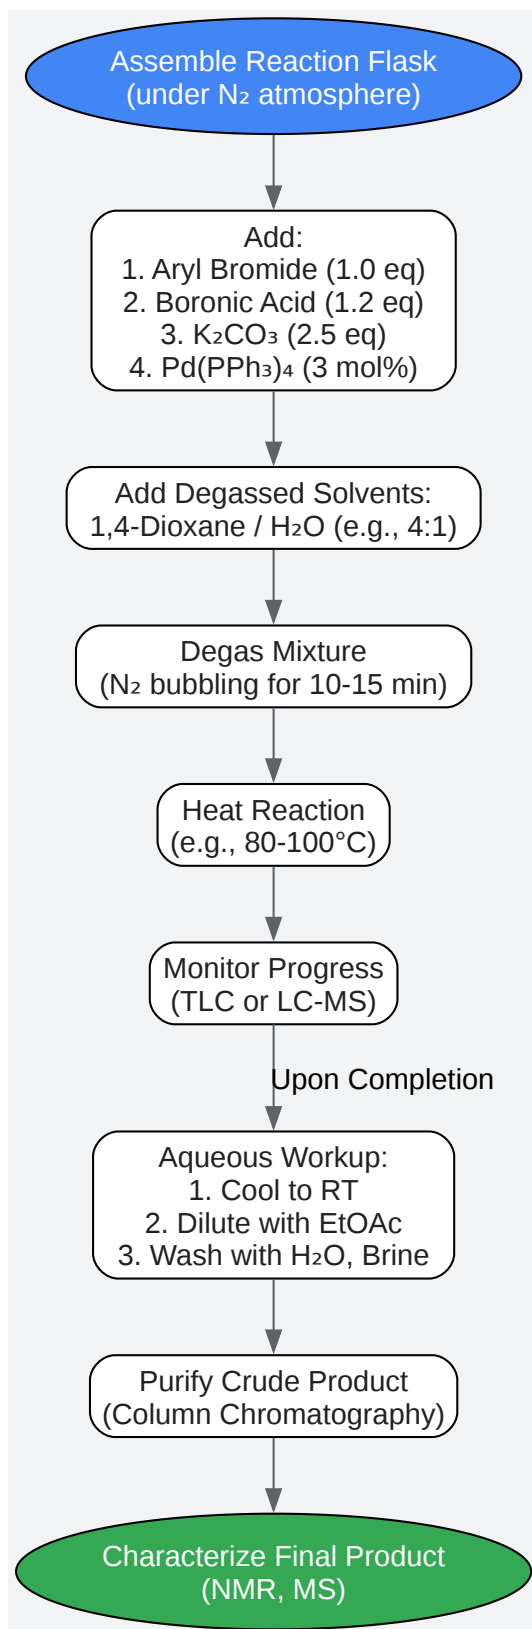 Assemble Reaction Flask
(under N₂ atmosphere)
Add:
1. Aryl Bromide (1.0 eq)
2. Boronic Acid (1.2 eq)
3. K₂CO₃ (2.5 eq)
4. Pd(PPh₃)₄ (3 mol%)
Add Degassed Solvents:
1,4-Dioxane / H₂O (e.g., 4:1)
Degas Mixture
(N₂ bubbling for 10-15 min)
Heat Reaction
(e.g., 80-100°C)
Monitor Progress
(TLC or LC-MS)
Upon Completion
Aqueous Workup:
1. Cool to RT
2. Dilute with EtOAc
3. Wash with H₂O, Brine
Purify Crude Product
(Column Chromatography)
Characterize Final Product
(NMR, MS)